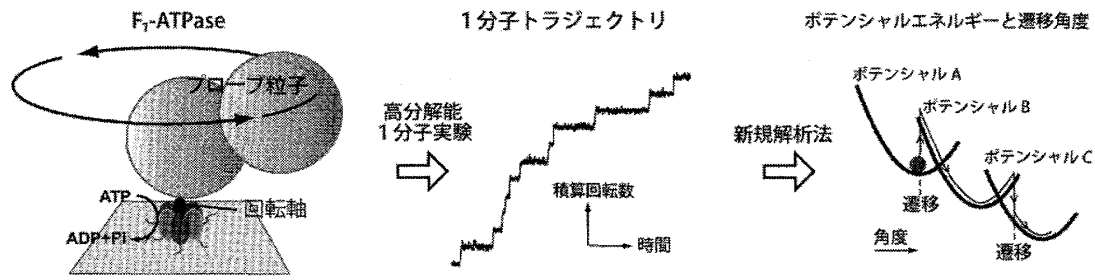 F₁-ATPase
プローブ粒子
ATP
ADP+Pi
回転軸
高分解能
1分子実験
1分子トラジェクトリ
積算回転数
時間
新規解析法
ポテンシャルエネルギーと遷移角度
ポテンシャル A
ポテンシャル B
ポテンシャル C
遷移
角度
遷移